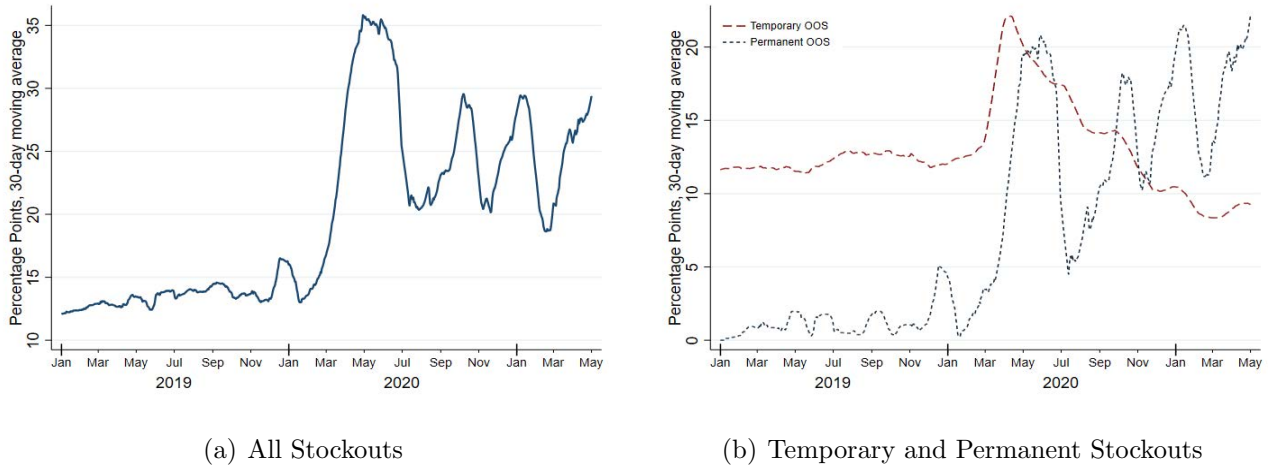 Percentage Points, 30-day moving average
35
30
25
20
15
10
Jan Mar May Jul Sep Nov Jan Mar May Jul Sep Nov Jan Mar May
2019 2020
(a) All Stockouts
Temporary OOS
Permanent OOS
Percentage Points, 30-day moving average
20
15
10
5
0
Jan Mar May Jul Sep Nov Jan Mar May Jul Sep Nov Jan Mar May
2019 2020
(b) Temporary and Permanent Stockouts